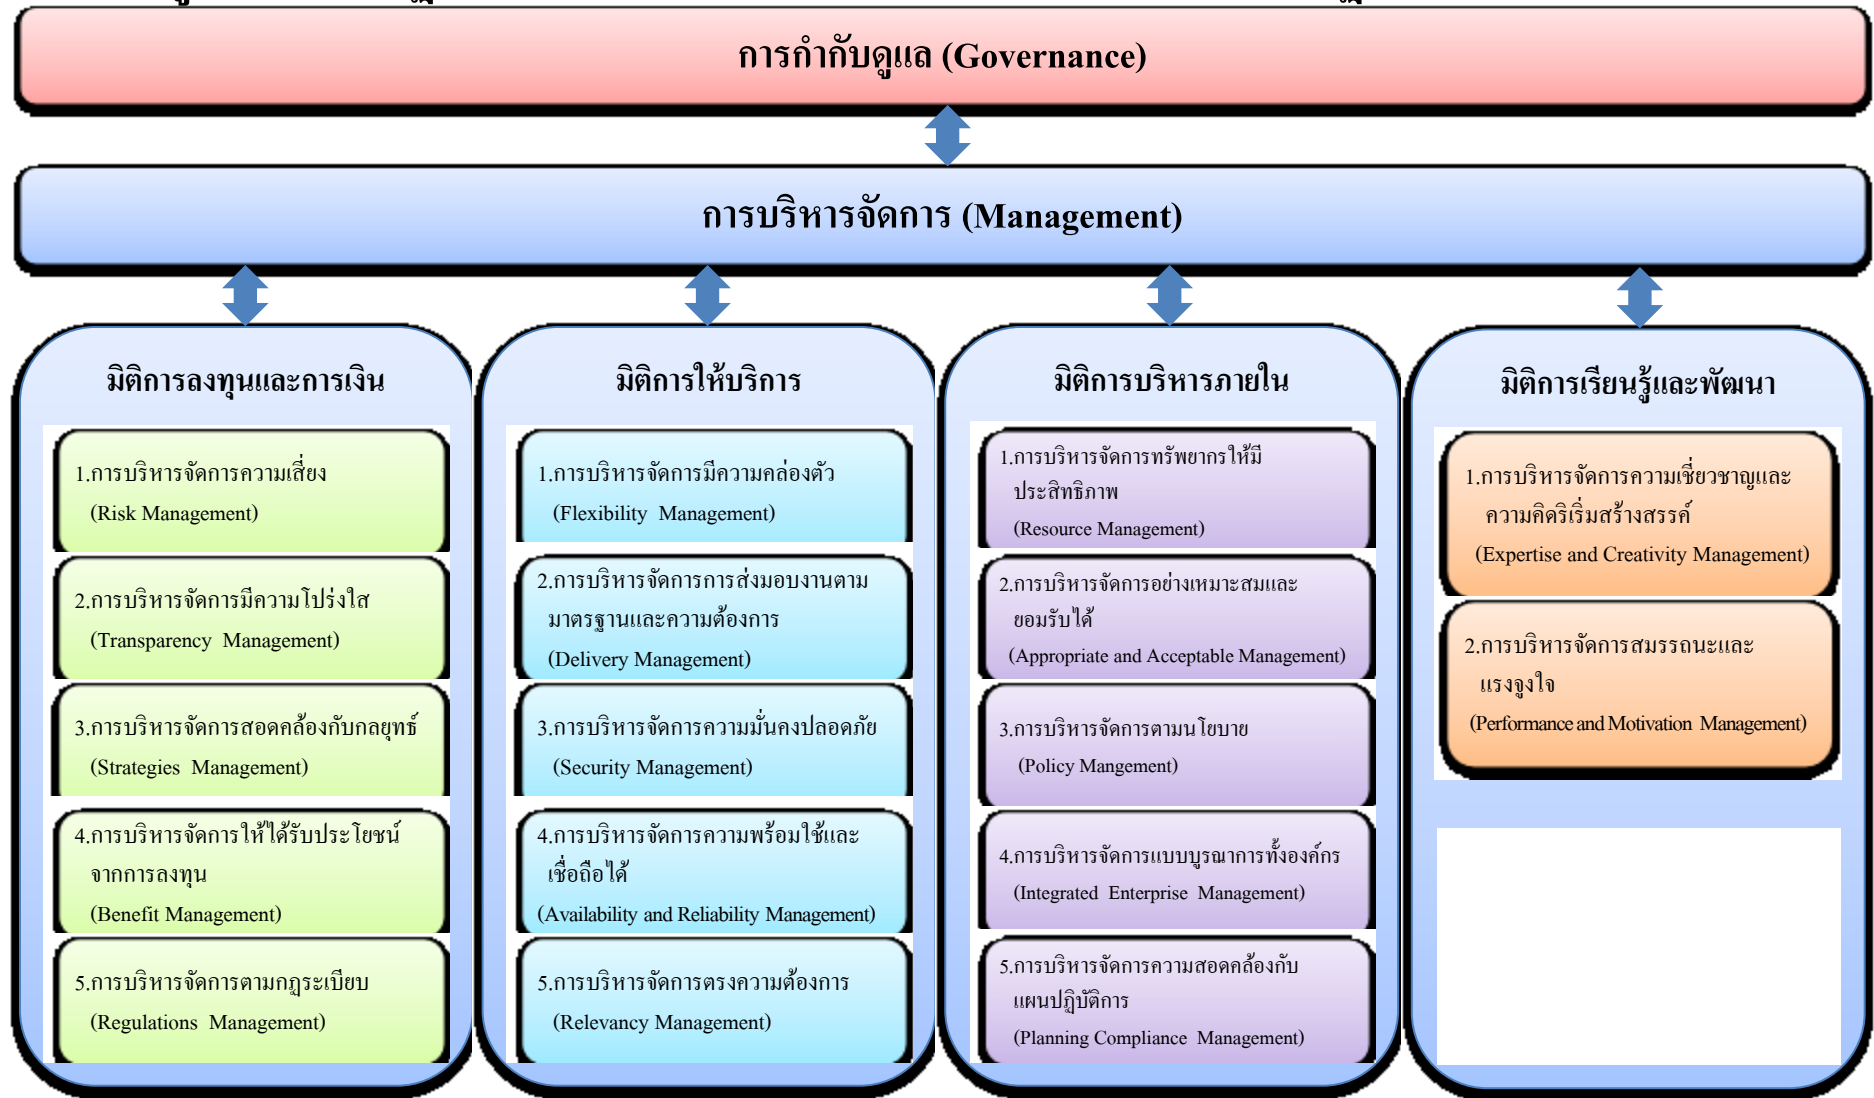 การกำกับดูแล (Governance)
การบริหารจัดการ (Management)
มิติการลงทุนและการเงิน
1.การบริหารจัดการความเสี่ยง
(Risk Management)
2.การบริหารจัดการมีความโปร่งใส
(Transparency Management)
3.การบริหารจัดการสอดคล้องกับกลยุทธ์
(Strategies Management)
4.การบริหารจัดการให้ได้รับประโยชน์
จากการลงทุน
(Benefit Management)
5.การบริหารจัดการตามกฎระเบียบ
(Regulations Management)
มิติการให้บริการ
1.การบริหารจัดการมีความคล่องตัว
(Flexibility Management)
2.การบริหารจัดการการส่งมอบงานตาม
มาตรฐานและความต้องการ
(Delivery Management)
3.การบริหารจัดการความมั่นคงปลอดภัย
(Security Management)
4.การบริหารจัดการความพร้อมใช้และ
เชื่อถือได้
(Availability and Reliability Management)
5.การบริหารจัดการตรงความต้องการ
(Relevancy Management)
มิติการบริหารภายใน
1.การบริหารจัดการทรัพยากรให้มี
ประสิทธิภาพ
(Resource Management)
2.การบริหารจัดการอย่างเหมาะสมและ
ยอมรับได้
(Appropriate and Acceptable Management)
3.การบริหารจัดการตามนโยบาย
(Policy Mangement)
4.การบริหารจัดการแบบบูรณาการทั้งองค์กร
(Integrated Enterprise Management)
5.การบริหารจัดการความสอดคล้องกับ
แผนปฏิบัติการ
(Planning Compliance Management)
มิติการเรียนรู้และพัฒนา
1.การบริหารจัดการความเชี่ยวชาญและ
ความคิดริเริ่มสร้างสรรค์
(Expertise and Creativity Management)
2.การบริหารจัดการสมรรถนะและ
แรงจูงใจ
(Performance and Motivation Management)